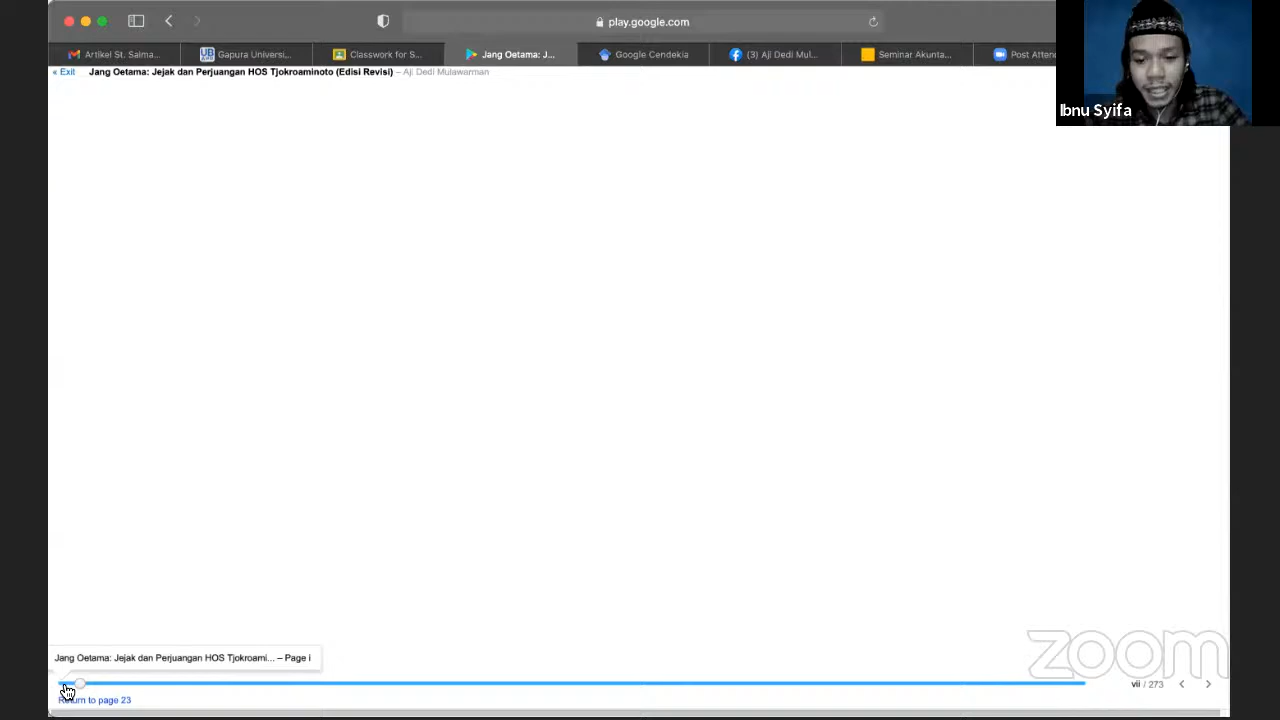 play.google.com
Artikel St. Salma...
UB Gapura Universi...
Classwork for S...
Jang Oetama: J...
Google Cendekia
(3) Aji Dedi Mul...
Seminar Akunta...
Post Atten
« Exit Jang Oetama: Jejak dan Perjuangan HOS Tjokroaminoto (Edisi Revisi) – Aji Dedi Mulawarman
Ibnu Syifa
Jang Oetama: Jejak dan Perjuangan HOS Tjokroami... – Page i
zoom
vii / 273
Return to page 23